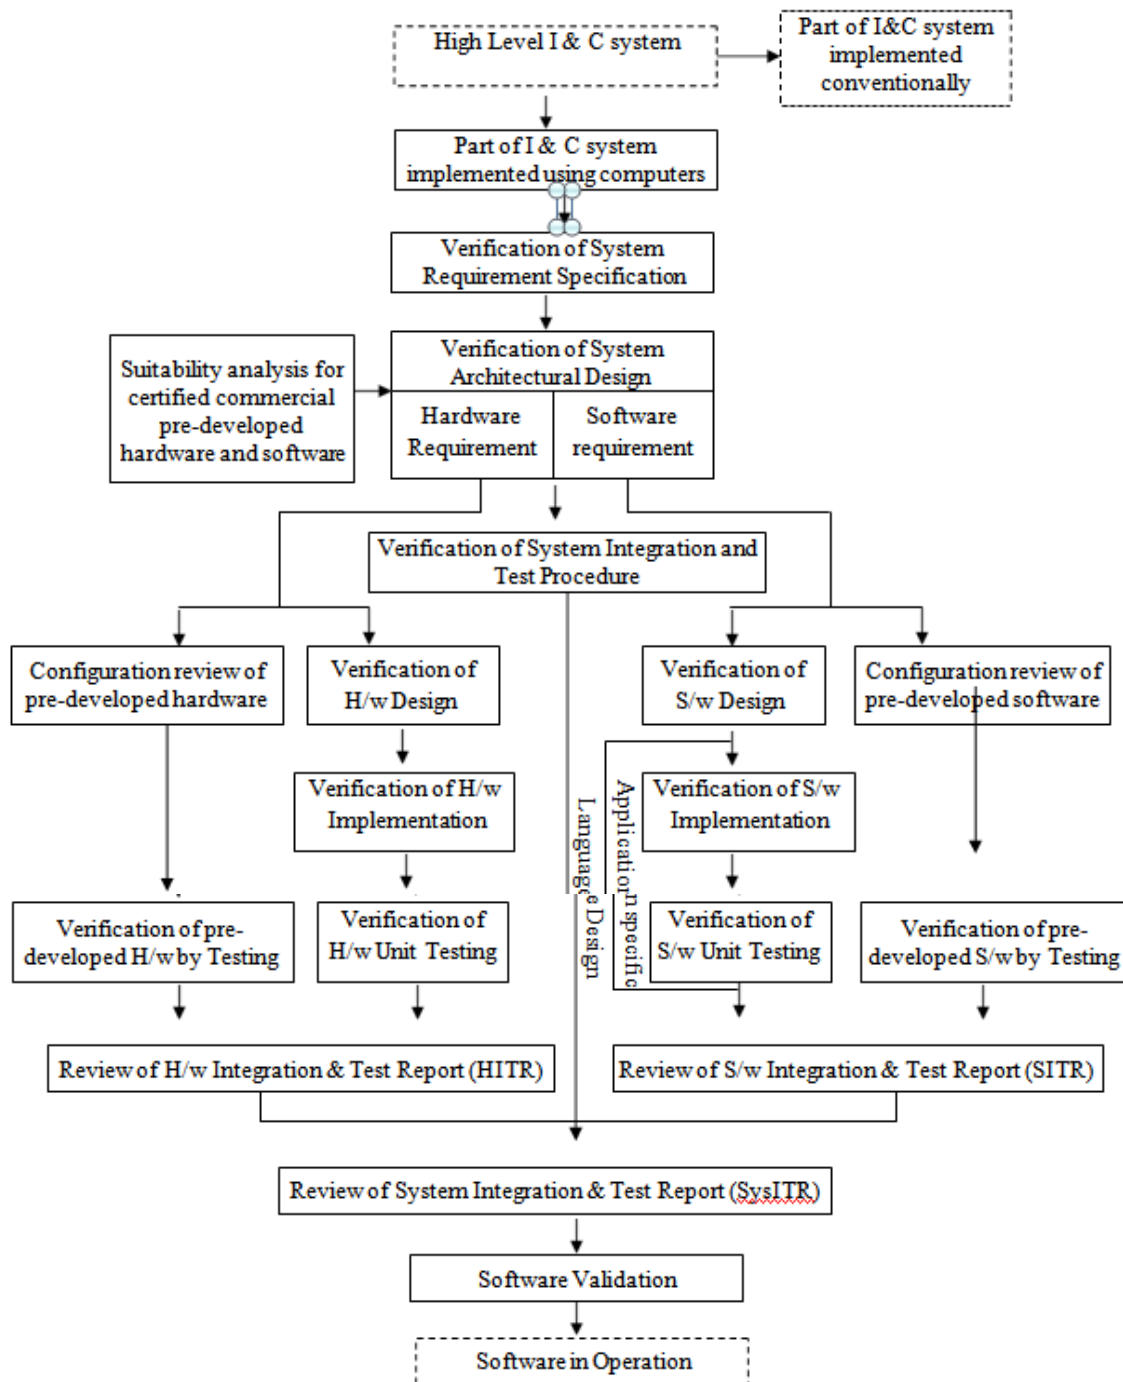 High Level I & C system
Part of I&C system
implemented
conventionally
Part of I & C system
implemented using computers
Verification of System
Requirement Specification
Suitability analysis for
certified commercial
pre-developed
hardware and software
Verification of System
Architectural Design
Hardware
Requirement
Software
requirement
Verification of System Integration and
Test Procedure
Configuration review of
pre-developed hardware
Verification of
H/w Design
Verification of
S/w Design
Configuration review of
pre-developed software
Verification of H/w
Implementation
Application specific
Language Design
Verification of S/w
Implementation
Verification of pre-
developed H/w by Testing
Verification of
H/w Unit Testing
Verification of
S/w Unit Testing
Verification of pre-
developed S/w by Testing
Review of H/w Integration & Test Report (HITR)
Review of S/w Integration & Test Report (SITR)
Review of System Integration & Test Report (SysITR)
Software Validation
Software in Operation